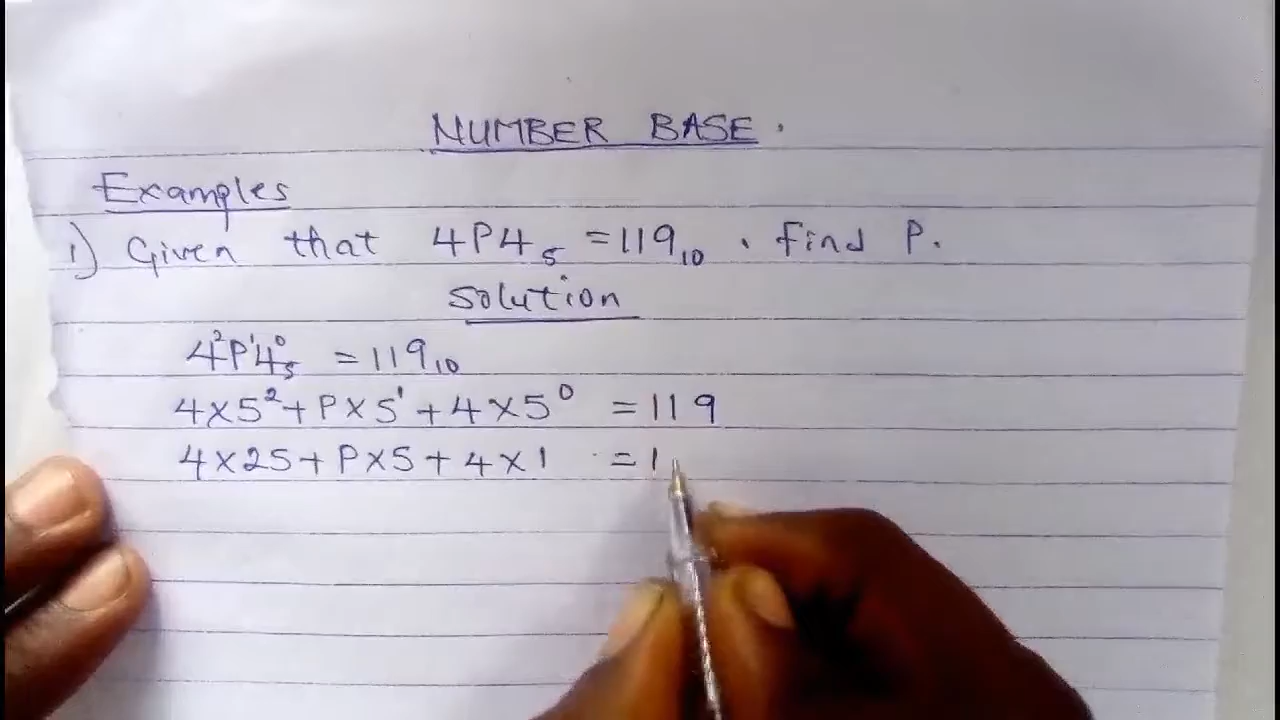 NUMBER BASE.
Examples
1) Given that 4P4₅ = 119₁₀. find P.
Solution
4²P¹4⁰₅ = 119₁₀
4×5²+P×5¹+4×5⁰ = 119
4×25+P×5+4×1 = 1